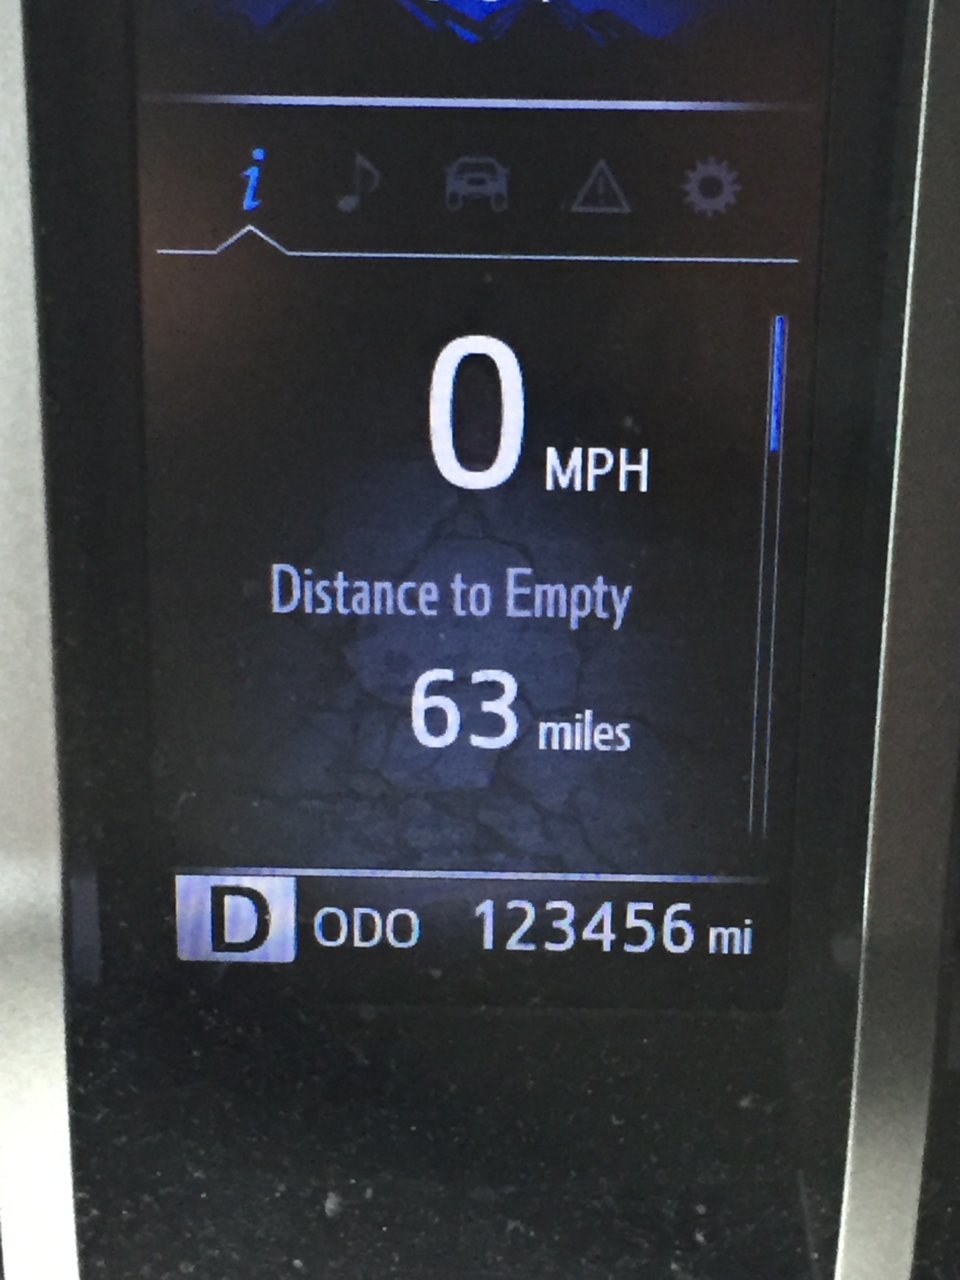 0 MPH
Distance to Empty
63 miles
D ODO 123456 mi